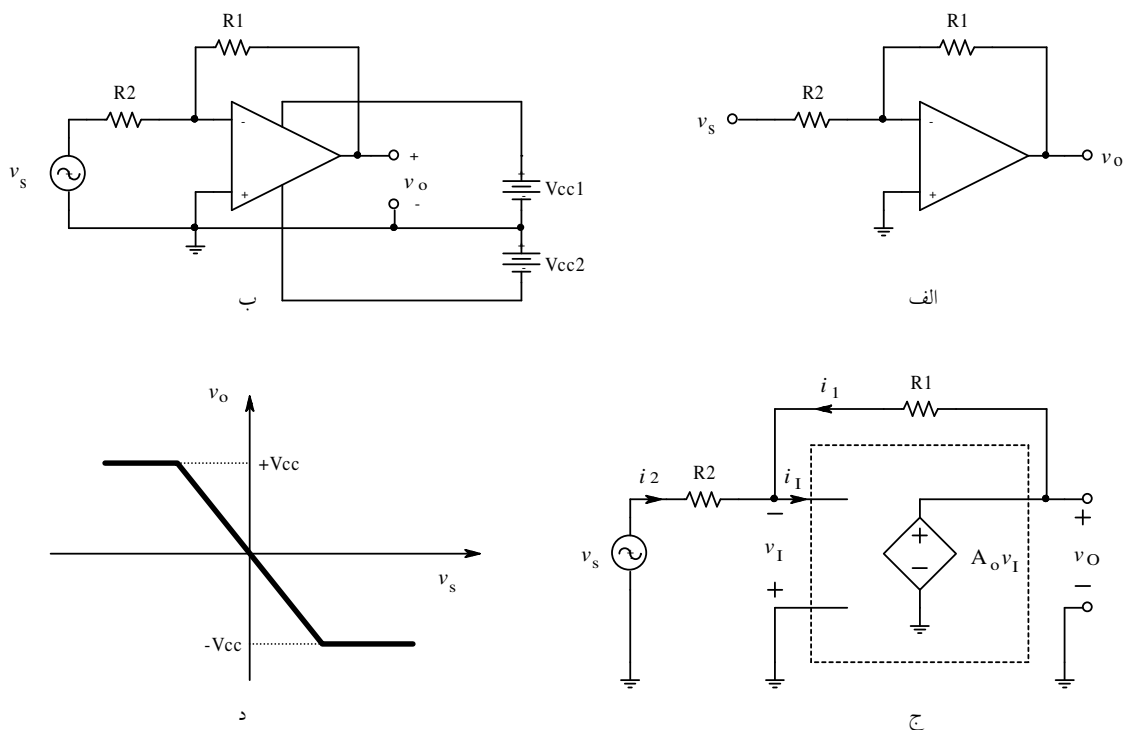 R1
R2
-
+
v_s
+
v_o
-
+
-
Vcc1
+
-
Vcc2
ب
R1
R2
v_s
-
+
v_o
الف
v_o
+Vcc
v_s
-Vcc
د
i_1
R1
i_2
R2
i_I
−
v_s
v_I
+
+
−
A_o v_I
+
v_O
−
ج